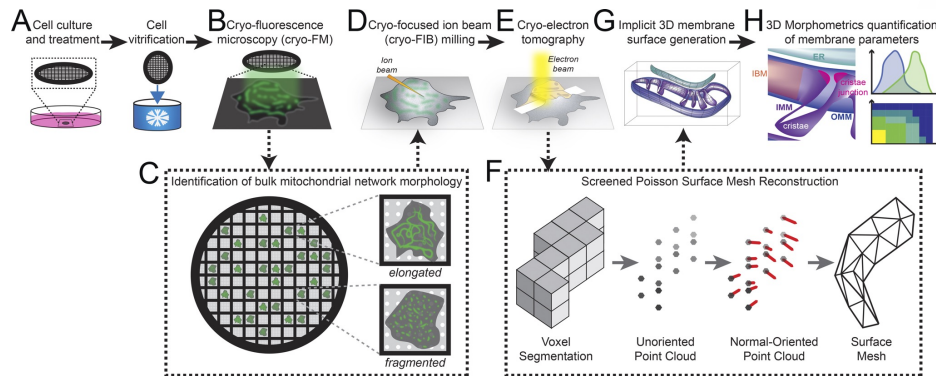 A Cell culture
and treatment
Cell
vitrification
B Cryo-fluorescence
microscopy (cryo-FM)
D Cryo-focused ion beam
(cryo-FIB) milling
Ion
beam
E Cryo-electron
tomography
Electron
beam
G Implicit 3D membrane
surface generation
H 3D Morphometrics quantification
of membrane parameters
ER
IBM
cristae
junction
IMM
OMM
cristae
C Identification of bulk mitochondrial network morphology
elongated
fragmented
F Screened Poisson Surface Mesh Reconstruction
Voxel
Segmentation
Unoriented
Point Cloud
Normal-Oriented
Point Cloud
Surface
Mesh